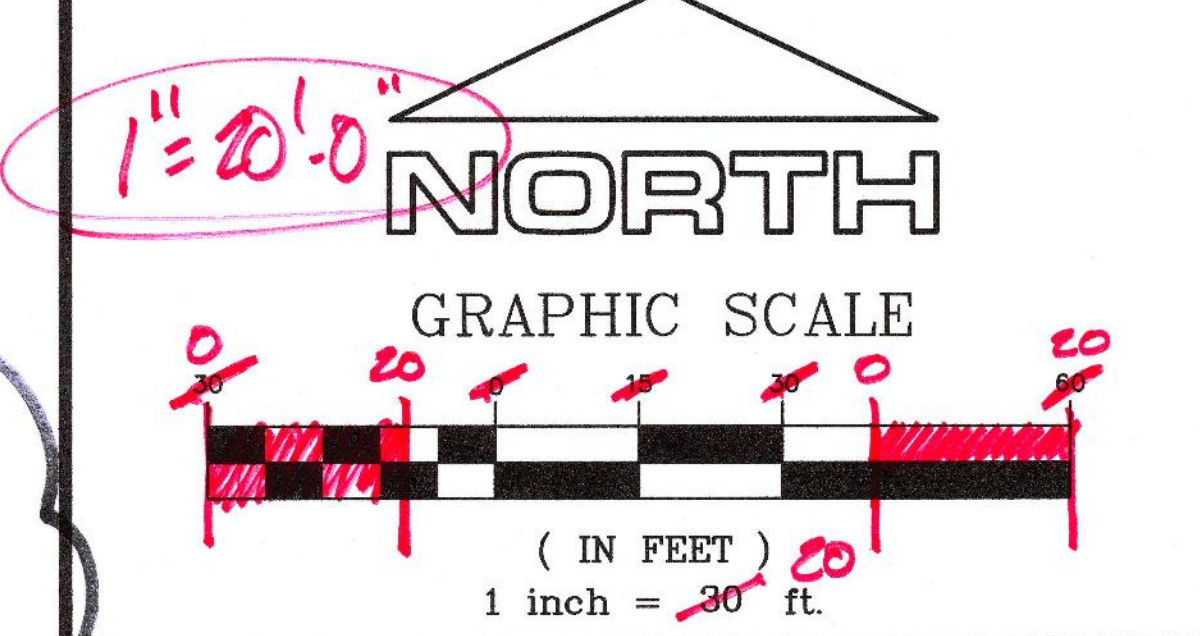 1"=20'-0"
NORTH
GRAPHIC SCALE
0 20 0 20
30 0 15 30 60
( IN FEET )
1 inch = 30 20 ft.